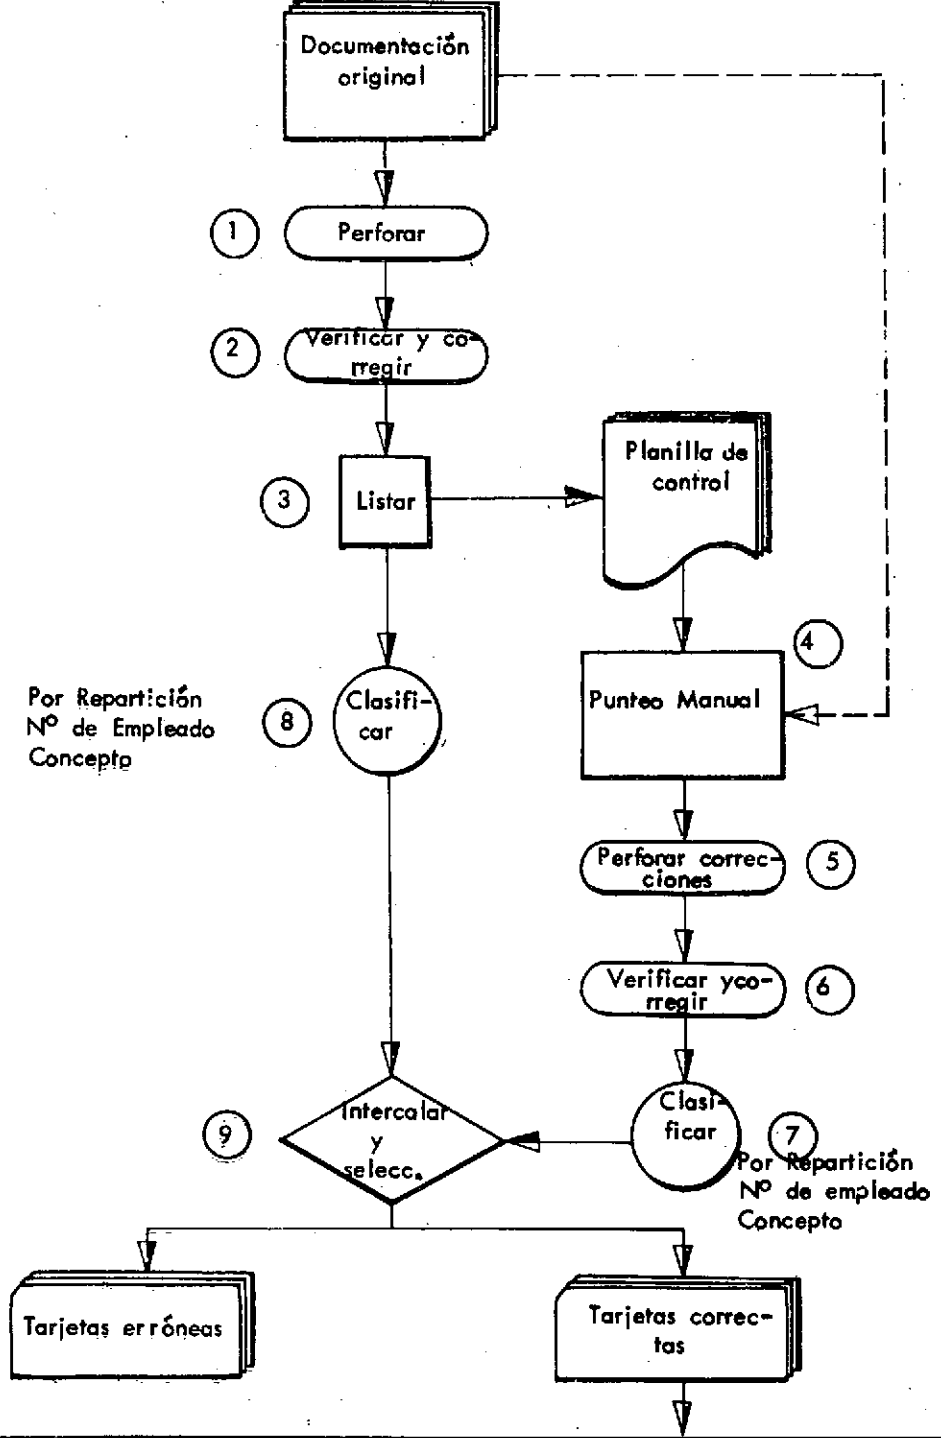 Documentación
original
1
Perforar
2
Verificar y co-
rregir
3
Listar
Planilla de
control
4
Punteo Manual
Por Repartición
Nº de Empleado
Concepto
8
Clasifi-
car
Perforar correc-
ciones
5
Verificar yco-
rregir
6
9
Intercalar
y
selecc.
Clasi-
ficar
7
Por Repartición
Nº de empleado
Concepto
Tarjetas erróneas
Tarjetas correc-
tas